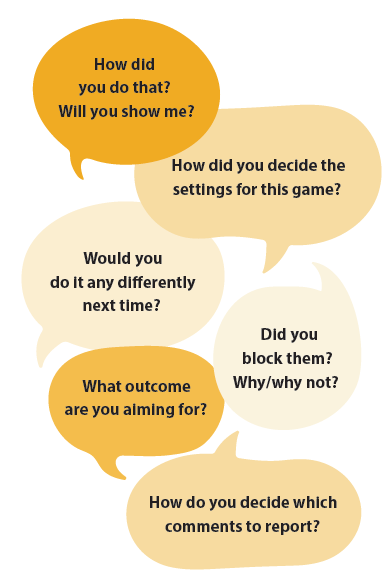 How did
you do that?
Will you show me?
How did you decide the
settings for this game?
Would you
do it any differently
next time?
Did you
block them?
Why/why not?
What outcome
are you aiming for?
How do you decide which
comments to report?